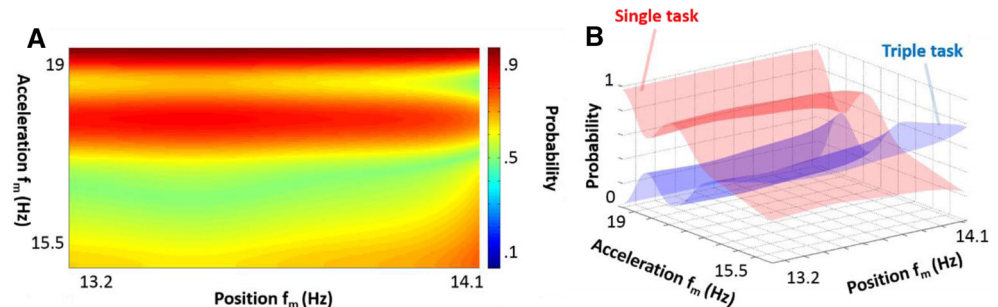 A
19
Acceleration fm (Hz)
15.5
13.2
Position fm (Hz)
14.1
.9
.5
.1
Probability
B
Single task
Triple task
1
Probability
0
19
Acceleration fm (Hz)
15.5
13.2
Position fm (Hz)
14.1